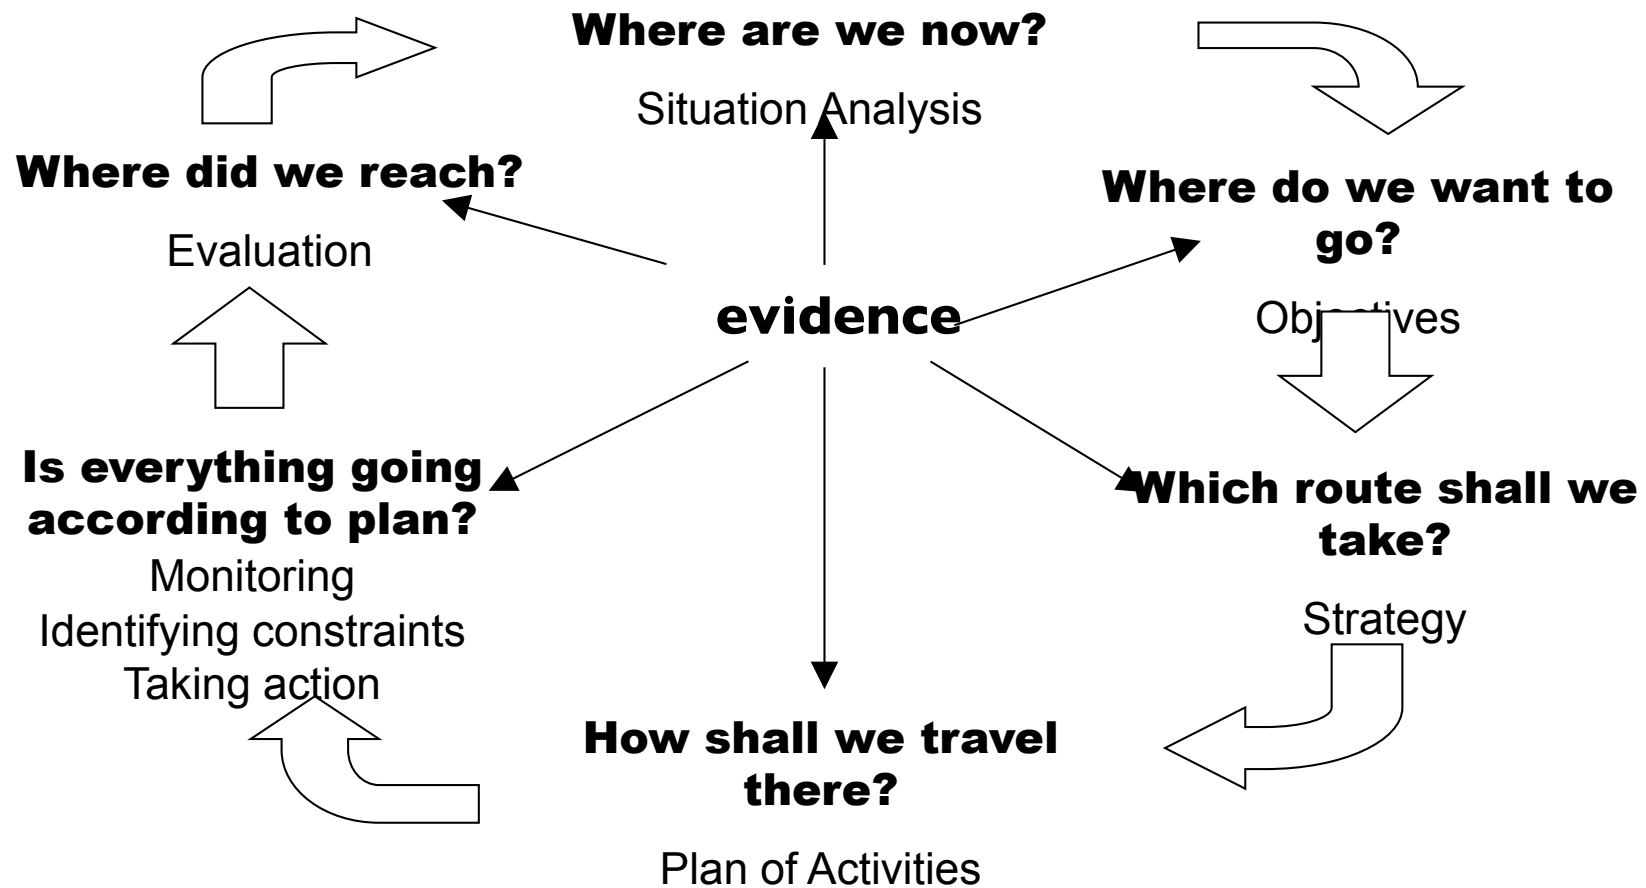 Where are we now?
Situation Analysis
Where do we want to
go?
Objectives
Which route shall we
take?
Strategy
How shall we travel
there?
Plan of Activities
Is everything going
according to plan?
Monitoring
Identifying constraints
Taking action
Where did we reach?
Evaluation
evidence